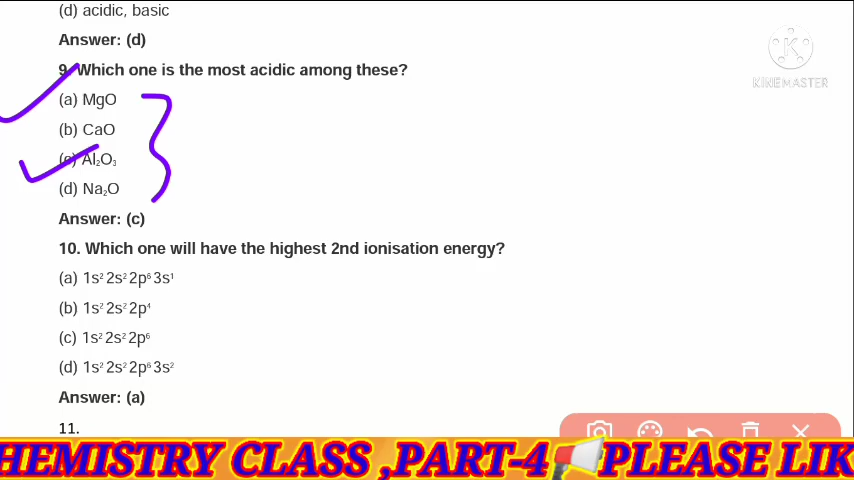 (d) acidic, basic
Answer: (d)
9. Which one is the most acidic among these?
(a) MgO
(b) CaO
(c) Al₂O₃
(d) Na₂O
Answer: (c)
10. Which one will have the highest 2nd ionisation energy?
(a) 1s² 2s² 2p⁶ 3s¹
(b) 1s² 2s² 2p⁴
(c) 1s² 2s² 2p⁶
(d) 1s² 2s² 2p⁶ 3s²
Answer: (a)
11.
HEMISTRY CLASS ,PART-4 PLEASE LIK
K
KINEMASTER